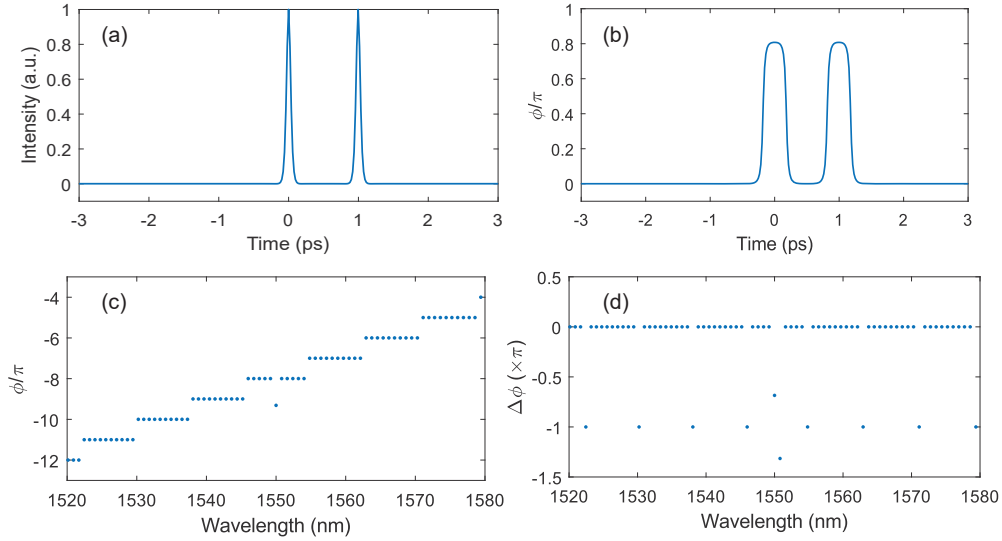 (a)
Intensity (a.u.)
1
0.8
0.6
0.4
0.2
0
-3 -2 -1 0 1 2 3
Time (ps)
(b)
ϕ/π
1
0.8
0.6
0.4
0.2
0
-3 -2 -1 0 1 2 3
Time (ps)
(c)
ϕ/π
-4
-6
-8
-10
-12
1520 1530 1540 1550 1560 1570 1580
Wavelength (nm)
(d)
Δϕ (×π)
0.5
0
-0.5
-1
-1.5
1520 1530 1540 1550 1560 1570 1580
Wavelength (nm)